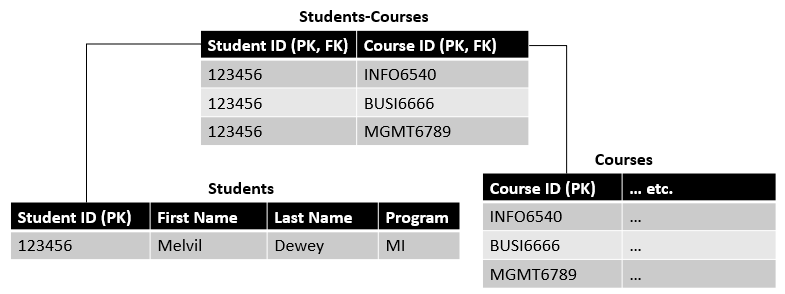 Students-Courses
Student ID (PK, FK) Course ID (PK, FK)
123456 INFO6540
123456 BUSI6666
123456 MGMT6789
Students
Student ID (PK) First Name Last Name Program
123456 Melvil Dewey MI
Courses
Course ID (PK) ... etc.
INFO6540 ...
BUSI6666 ...
MGMT6789 ...